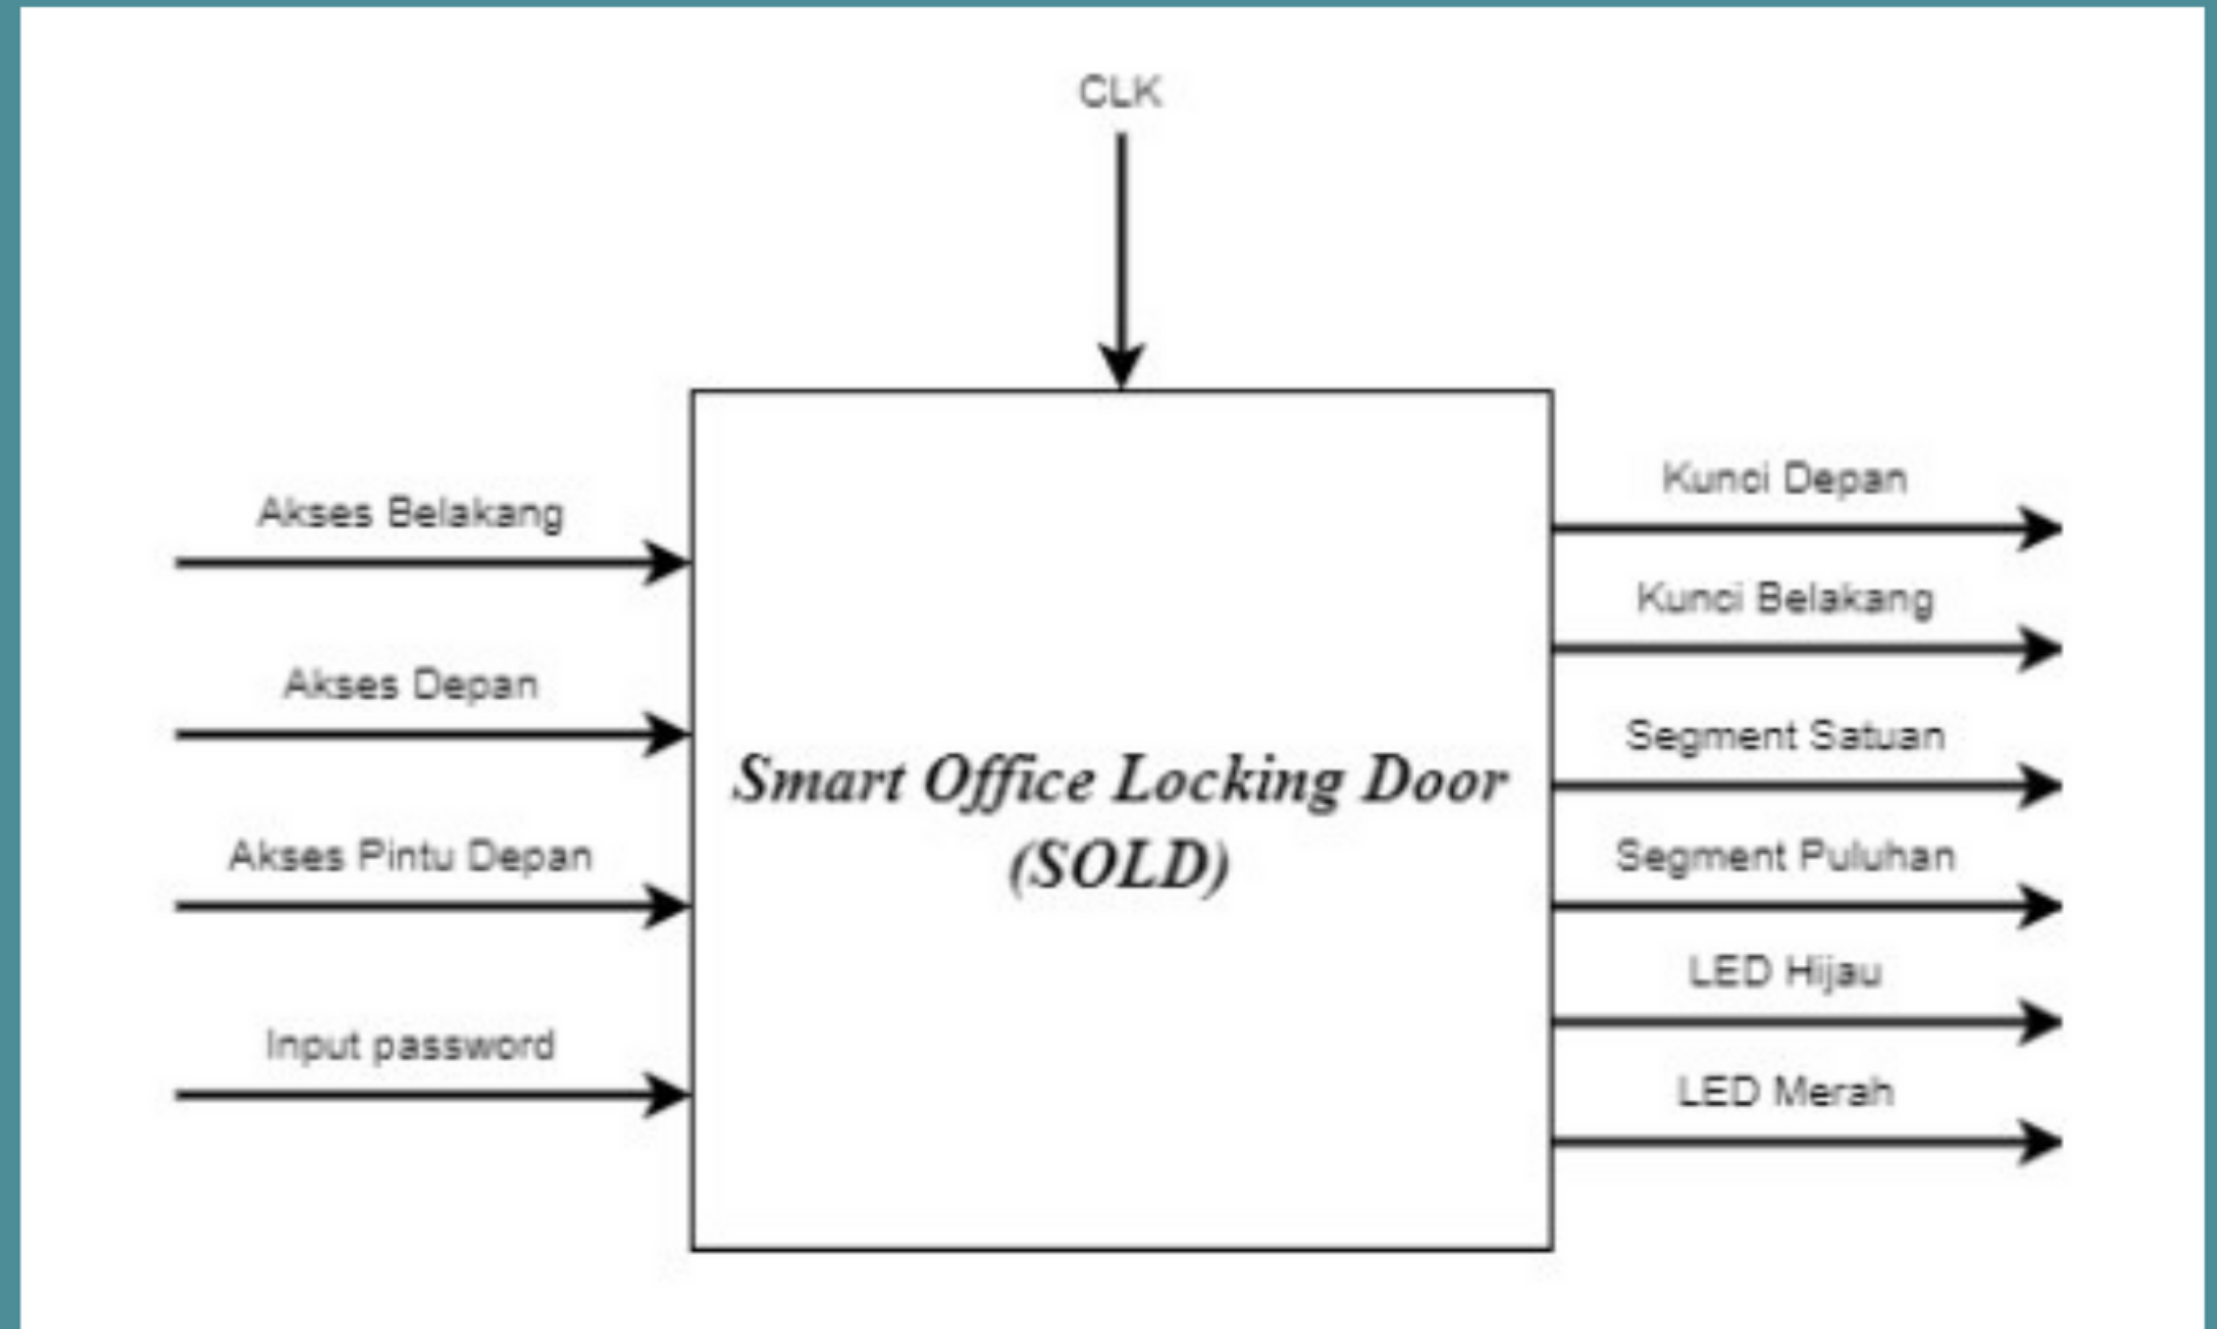 CLK
Akses Belakang
Akses Depan
Akses Pintu Depan
Input password
Smart Office Locking Door
(SOLD)
Kunci Depan
Kunci Belakang
Segment Satuan
Segment Puluhan
LED Hijau
LED Merah